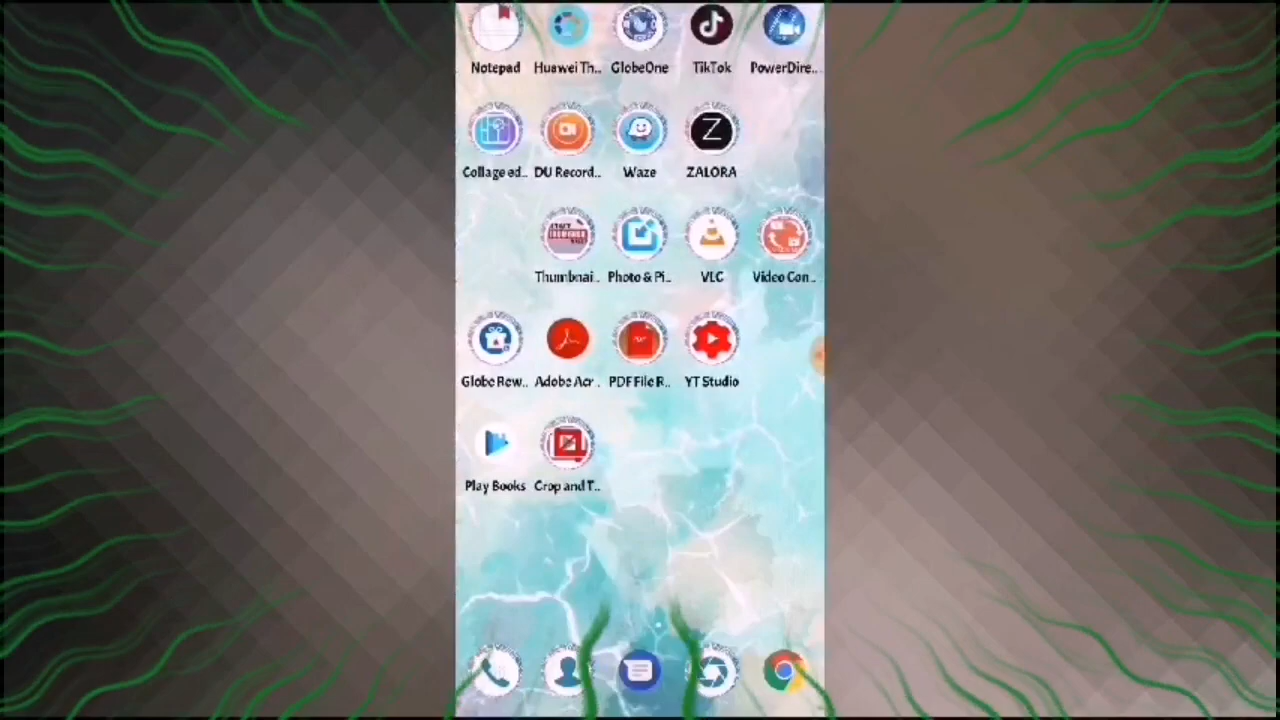 Notepad Huawei Th.. GlobeOne TikTok PowerDire..
Collage ed.. DU Record.. Waze ZALORA
Thumbnai.. Photo & Pi.. VLC Video Con..
Globe Rew.. Adobe Acr.. PDF File R.. YT Studio
Play Books Crop and T..